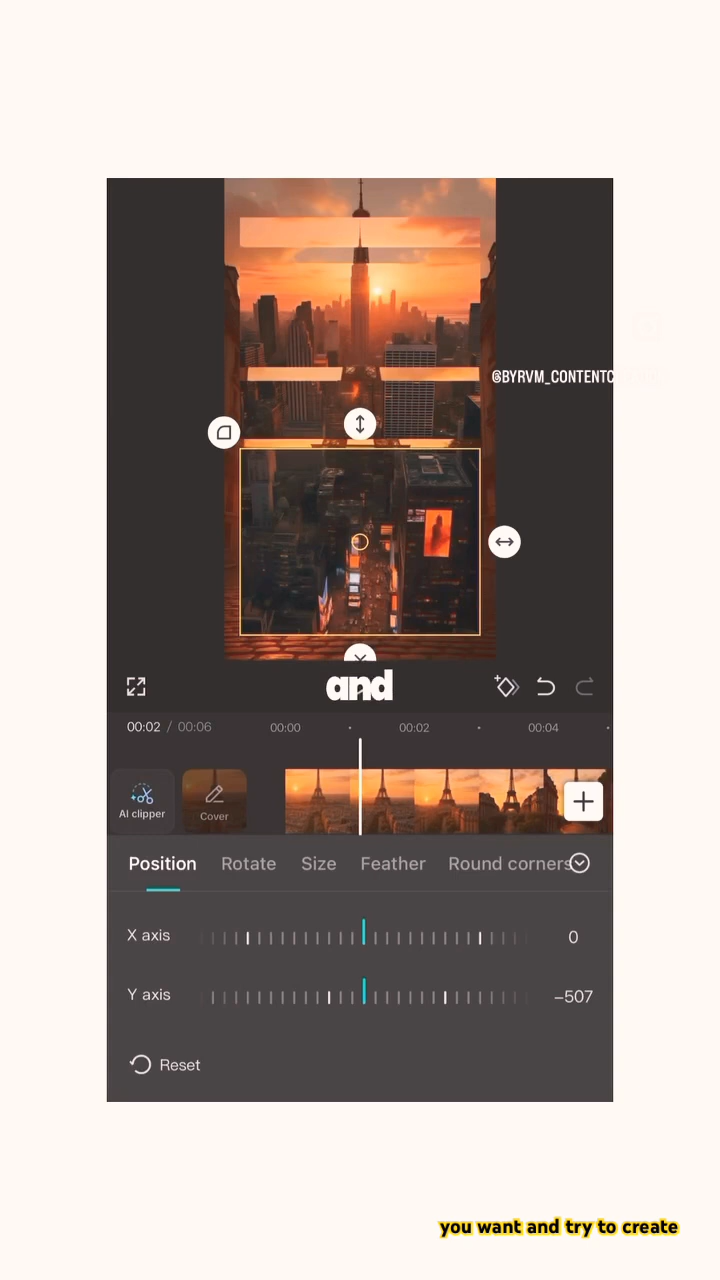 @BYRVM_CONTENTC
and
00:02 / 00:06
00:00
00:02
00:04
AI clipper
Cover
Position
Rotate
Size
Feather
Round corners
X axis
0
Y axis
−507
Reset
you want and try to create